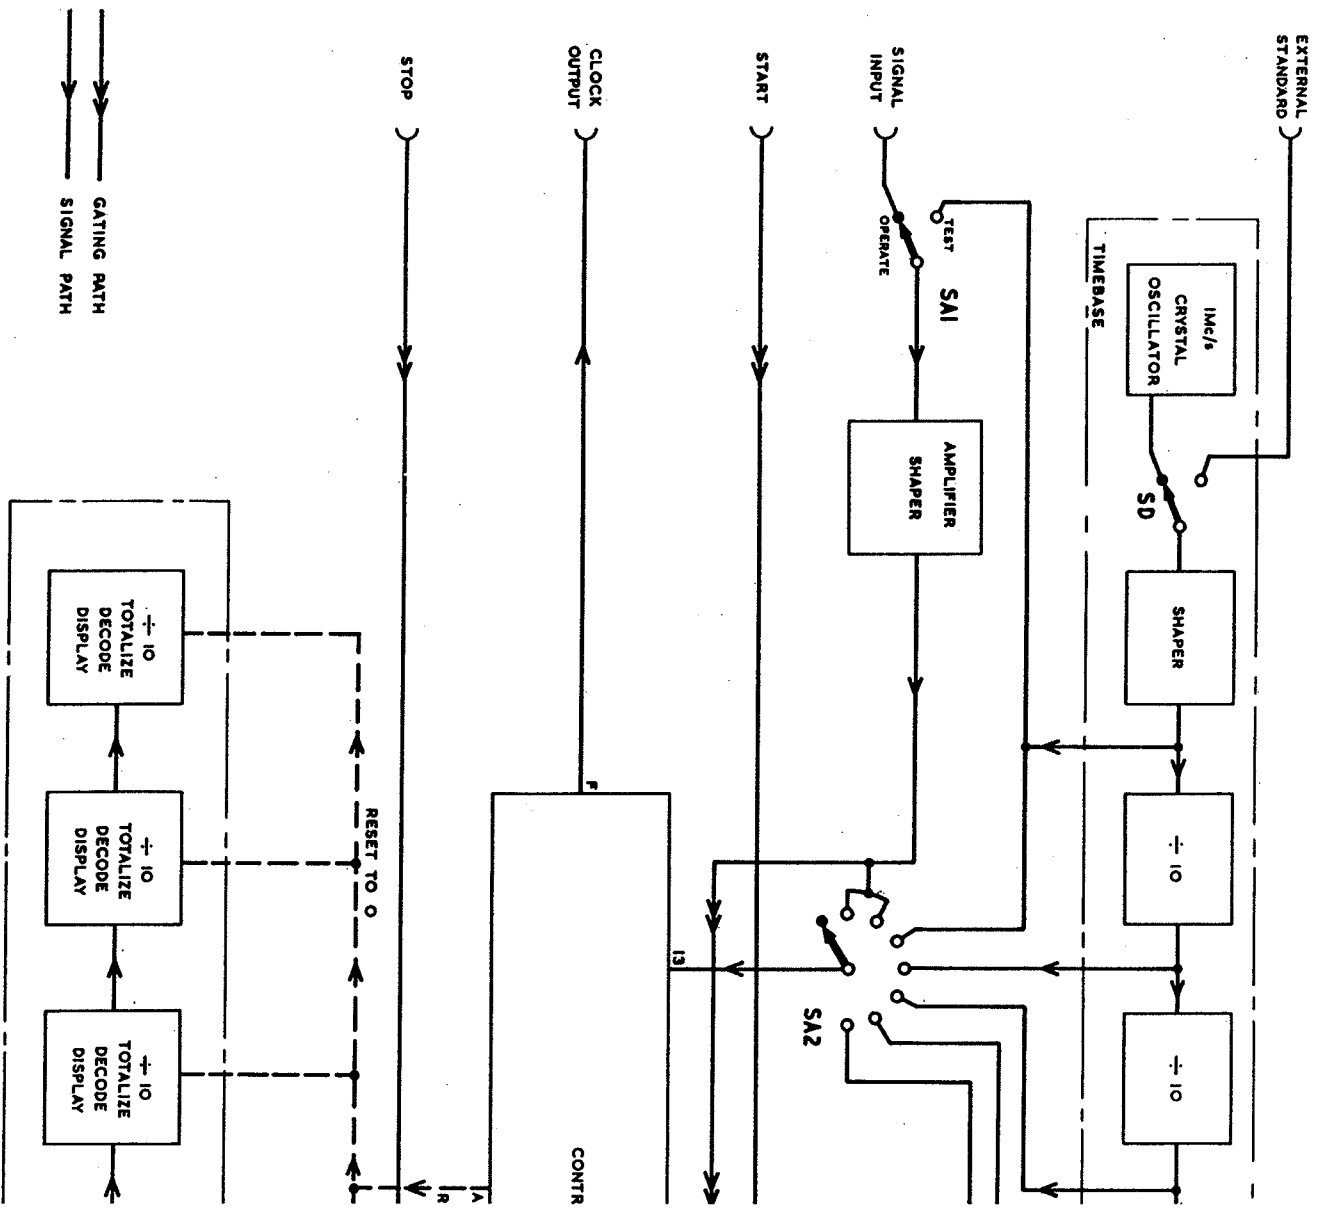 EXTERNAL
STANDARD
TIMEBASE
1Mc/s
CRYSTAL
OSCILLATOR
SD
SHAPER
÷ 10
÷ 10
SIGNAL
INPUT
TEST
OPERATE
SA1
AMPLIFIER
SHAPER
SA2
START
13
CLOCK
OUTPUT
F
CONTR
STOP
RESET TO 0
A
R
÷ 10
TOTALIZE
DECODE
DISPLAY
÷ 10
TOTALIZE
DECODE
DISPLAY
÷ 10
TOTALIZE
DECODE
DISPLAY
GATING PATH
SIGNAL PATH